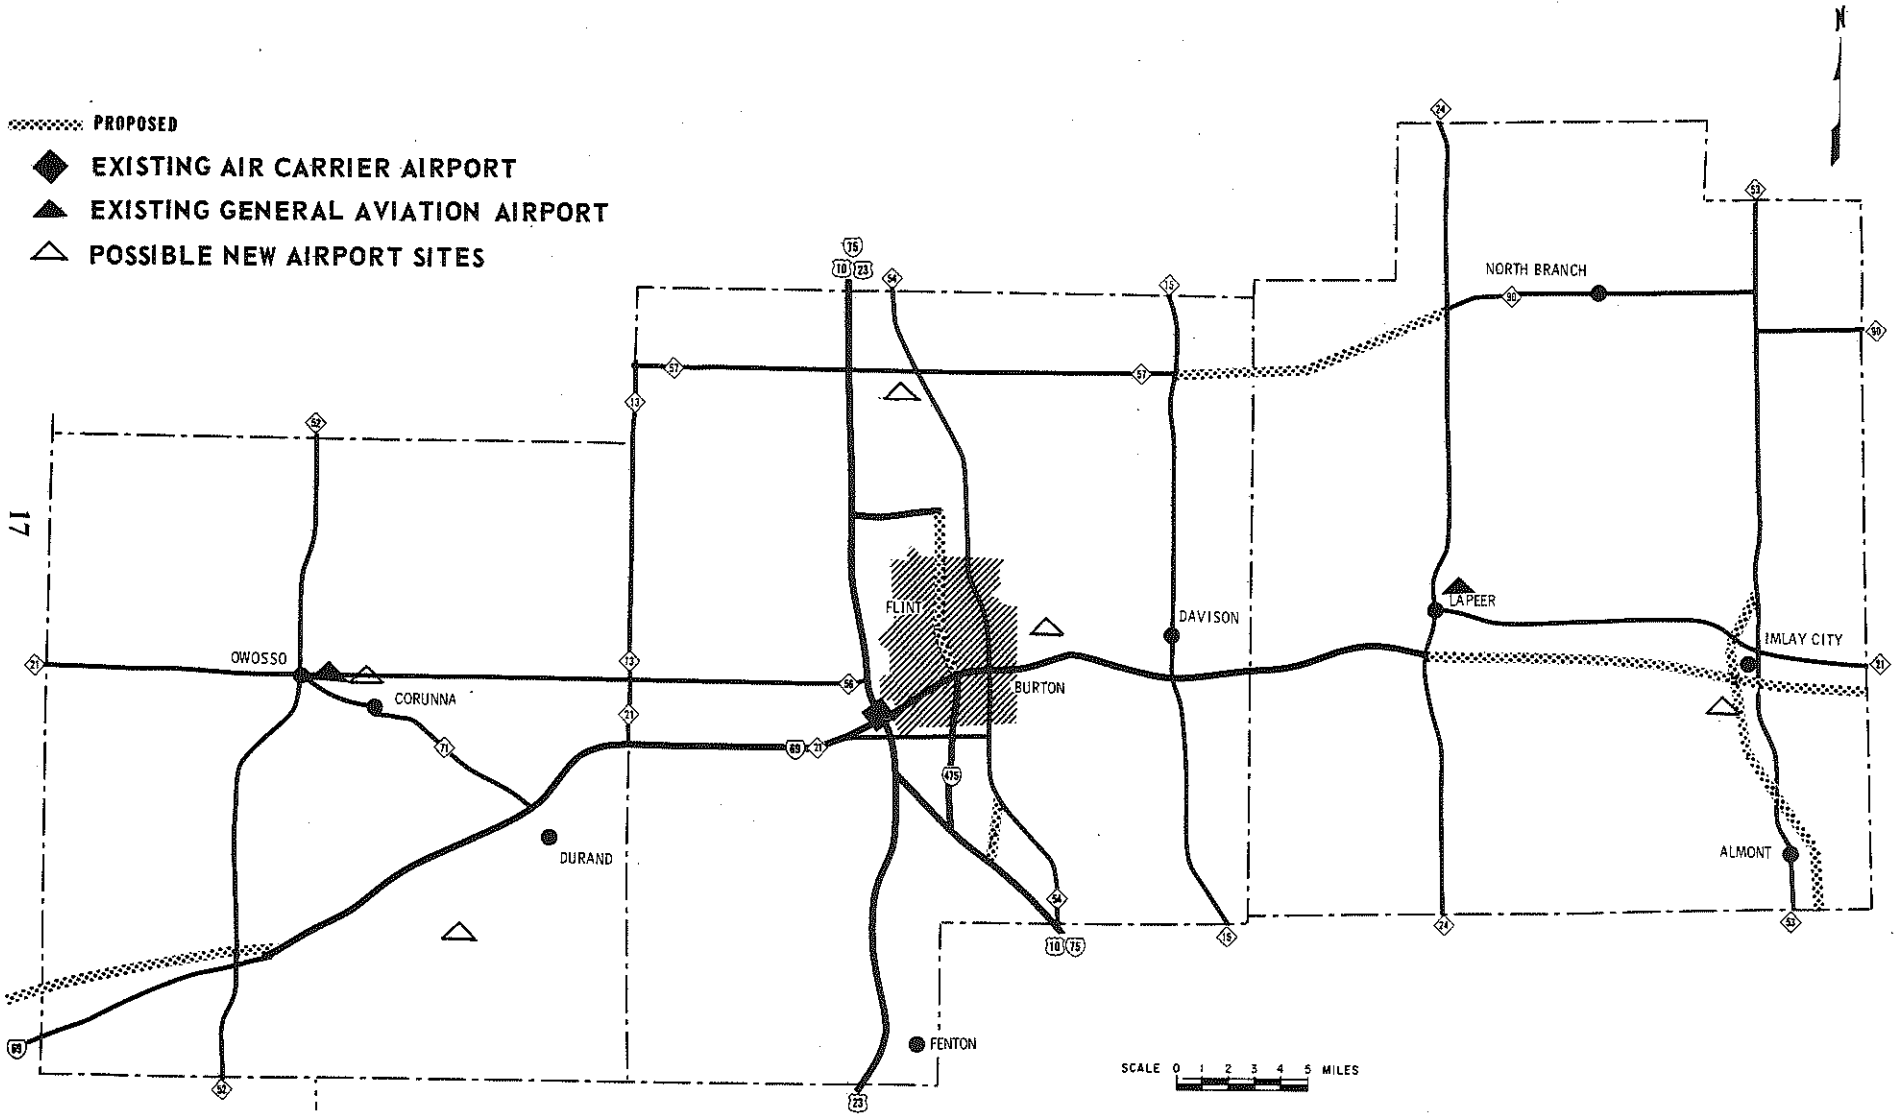 N
PROPOSED
EXISTING AIR CARRIER AIRPORT
EXISTING GENERAL AVIATION AIRPORT
POSSIBLE NEW AIRPORT SITES
24
53
75
10 23
54
15
NORTH BRANCH
90
90
57
57
13
52
17
FLINT
DAVISON
LAPEER
IMLAY CITY
OWOSSO
21
13
56
21
CORUNNA
BURTON
21
71
69 21
475
DURAND
ALMONT
54
10 75
15
24
53
69
52
FENTON
23
SCALE 0 1 2 3 4 5 MILES